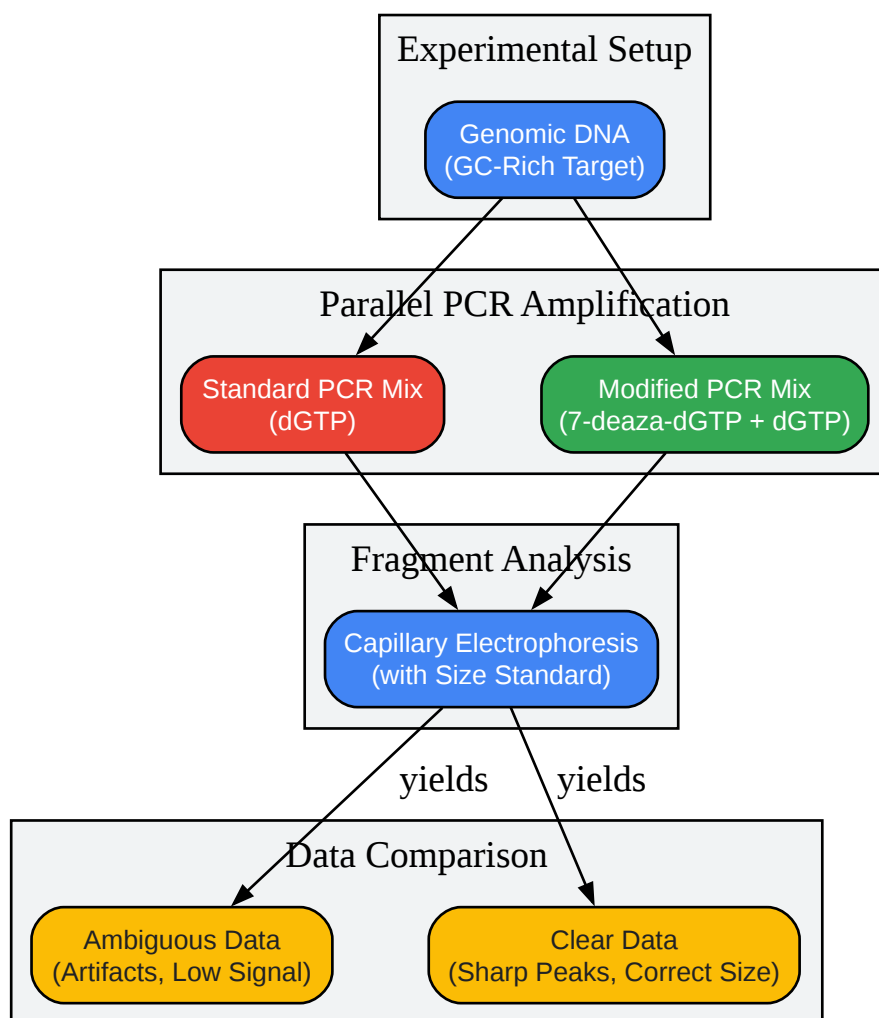 Experimental Setup
Genomic DNA
(GC-Rich Target)
Parallel PCR Amplification
Standard PCR Mix
(dGTP)
Modified PCR Mix
(7-deaza-dGTP + dGTP)
Fragment Analysis
Capillary Electrophoresis
(with Size Standard)
yields
yields
Data Comparison
Ambiguous Data
(Artifacts, Low Signal)
Clear Data
(Sharp Peaks, Correct Size)